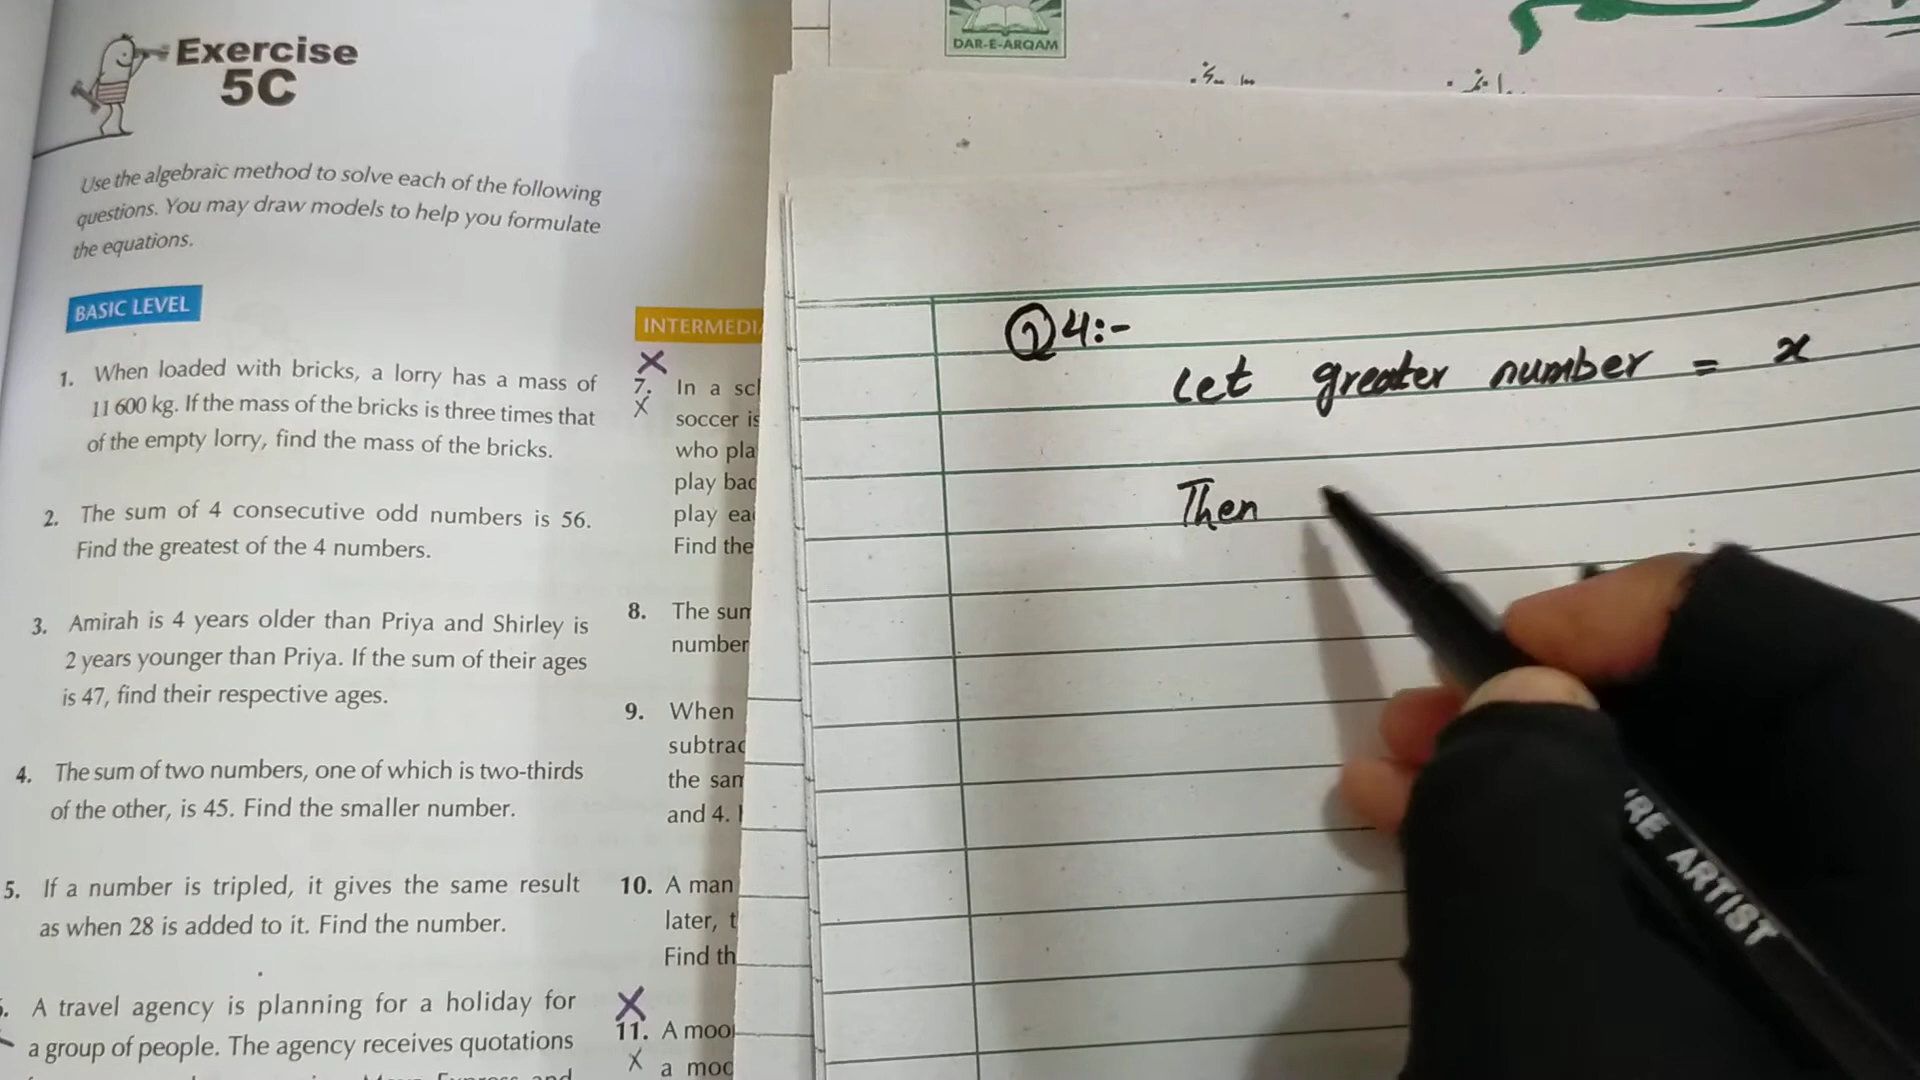 Exercise
5C
Use the algebraic method to solve each of the following
questions. You may draw models to help you formulate
the equations.
BASIC LEVEL
1. When loaded with bricks, a lorry has a mass of
11 600 kg. If the mass of the bricks is three times that
of the empty lorry, find the mass of the bricks.
2. The sum of 4 consecutive odd numbers is 56.
Find the greatest of the 4 numbers.
3. Amirah is 4 years older than Priya and Shirley is
2 years younger than Priya. If the sum of their ages
is 47, find their respective ages.
4. The sum of two numbers, one of which is two-thirds
of the other, is 45. Find the smaller number.
5. If a number is tripled, it gives the same result
as when 28 is added to it. Find the number.
A travel agency is planning for a holiday for
a group of people. The agency receives quotations
INTERMEDI
7. In a sc
soccer is
who pla
play bac
play ea
Find the
8. The sum
number
9. When
subtrac
the sam
and 4.
10. A man
later, t
Find th
11. A moo
a moo
DAR-E-ARQAM
Q4:-
Let greater number = x
Then
'RE ARTIST